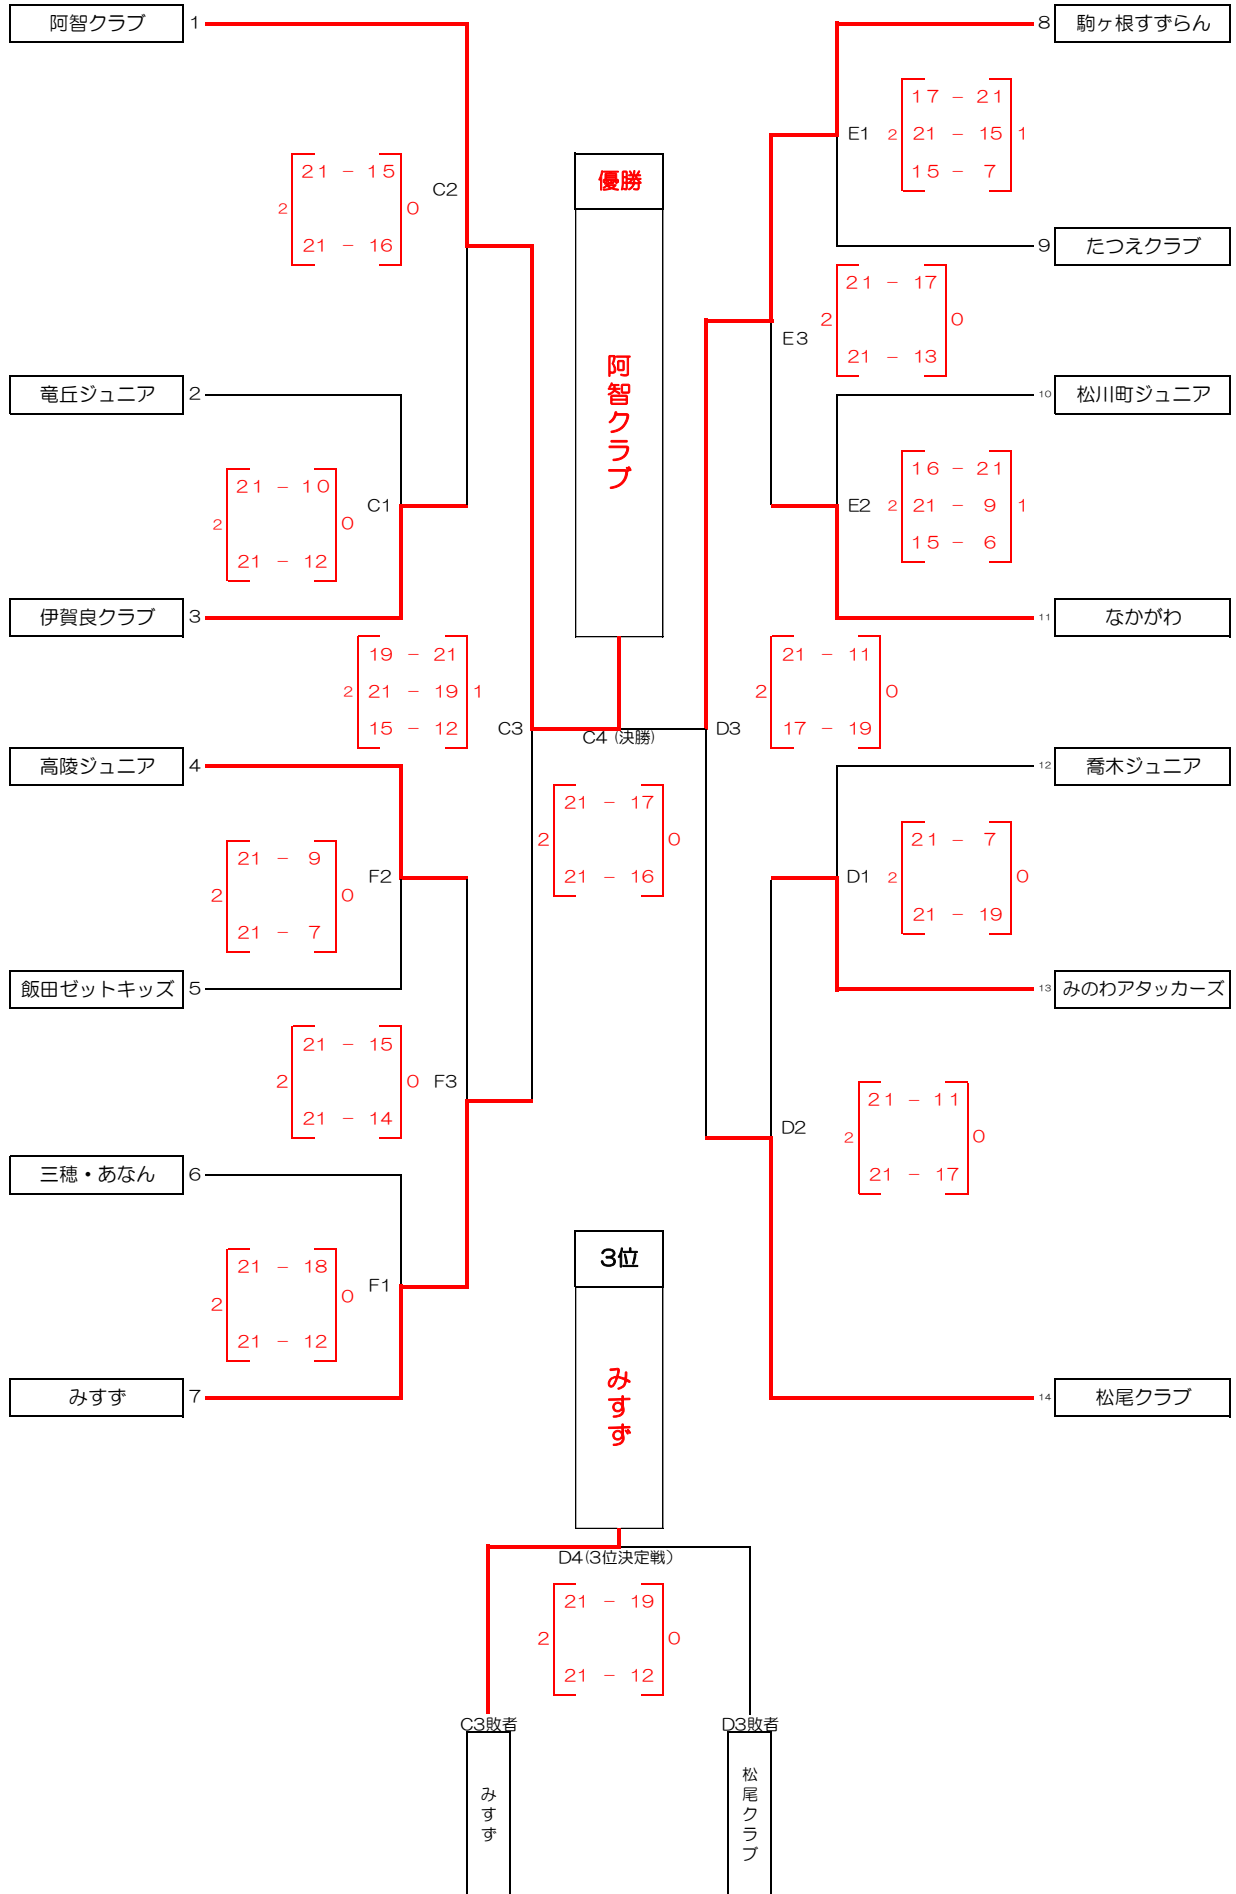 阿智クラブ 1
C2
21 - 15
2 0
21 - 16
竜丘ジュニア 2
C1
21 - 10
2 0
21 - 12
伊賀良クラブ 3
C3
19 - 21
2 21 - 19 1
15 - 12
高陵ジュニア 4
F2
21 - 9
2 0
21 - 7
飯田ゼットキッズ 5
F3
21 - 15
2 0
21 - 14
三穂・あなん 6
F1
21 - 18
2 0
21 - 12
みすず 7
優勝
阿智クラブ
C4 (決勝)
21 - 17
2 0
21 - 16
8 駒ヶ根すずらん
E1
17 - 21
2 21 - 15 1
15 - 7
9 たつえクラブ
E3
21 - 17
2 0
21 - 13
10 松川町ジュニア
E2
16 - 21
2 21 - 9 1
15 - 6
11 なかがわ
D3
21 - 11
2 0
17 - 19
12 喬木ジュニア
D1
21 - 7
2 0
21 - 19
13 みのわアタッカーズ
D2
21 - 11
2 0
21 - 17
14 松尾クラブ
3位
みすず
D4(3位決定戦)
21 - 19
2 0
21 - 12
C3敗者
みすず
D3敗者
松尾クラブ